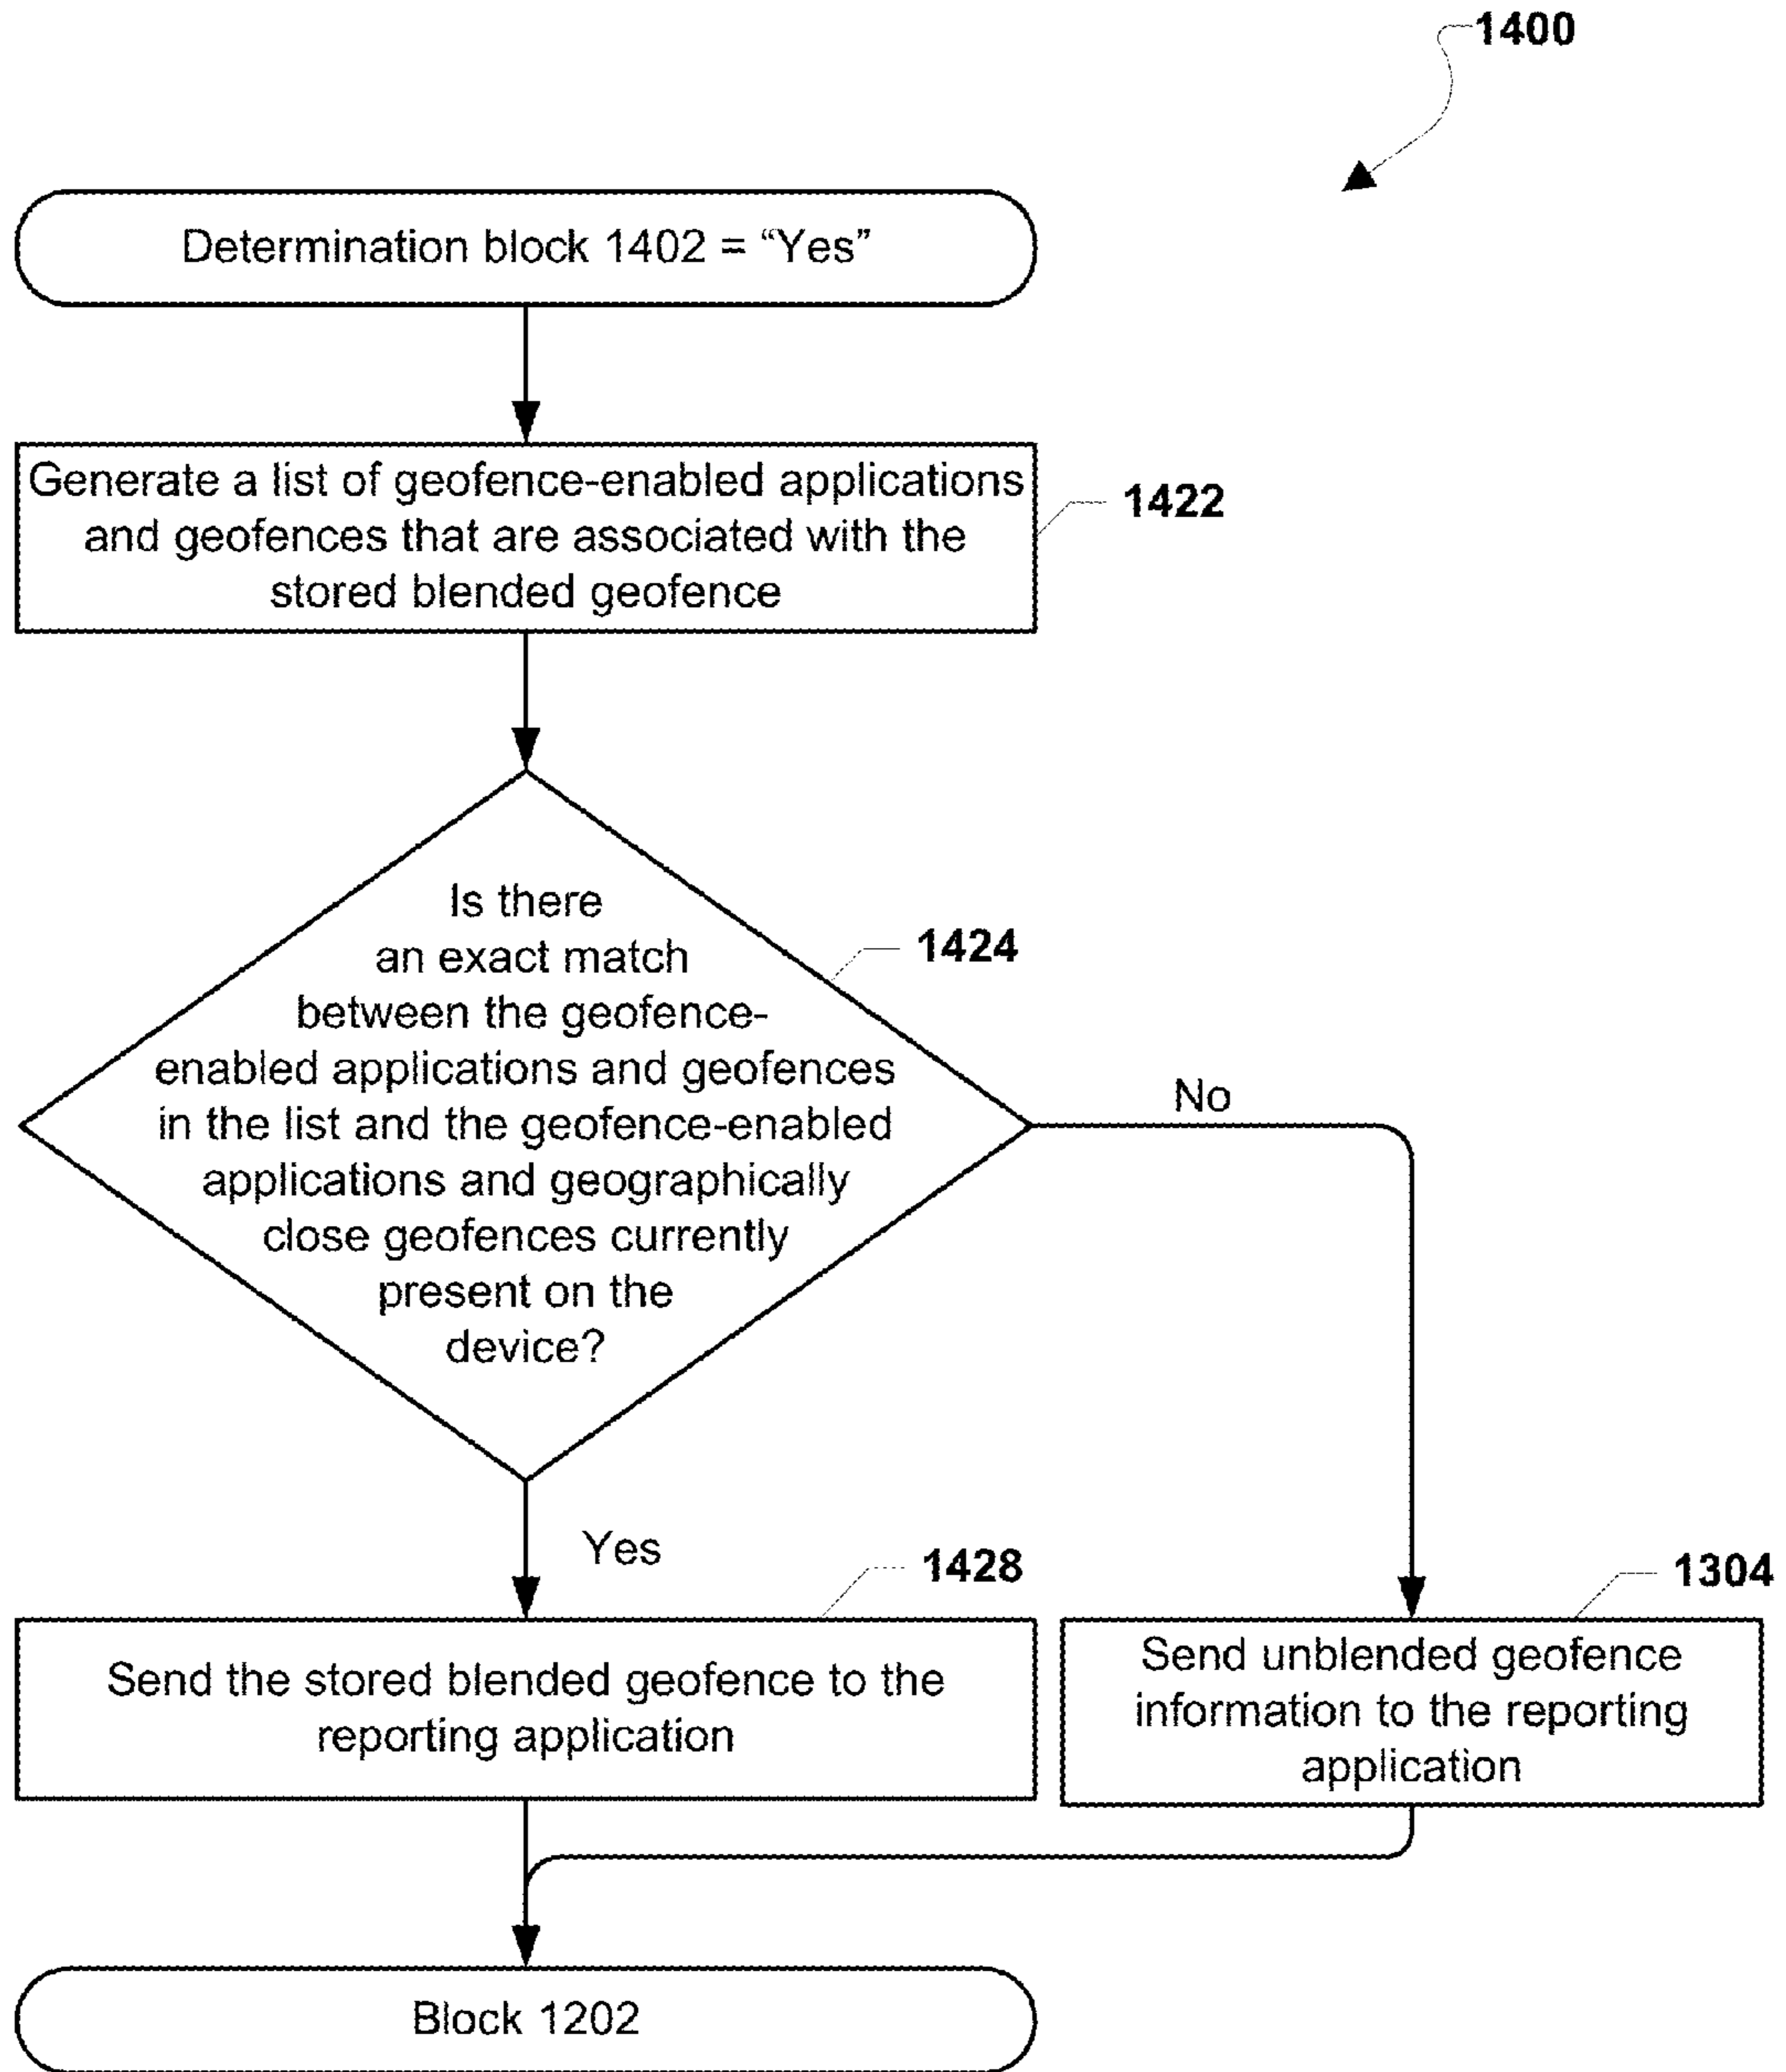 1400
Determination block 1402 = “Yes”
Generate a list of geofence-enabled applications
and geofences that are associated with the
stored blended geofence
1422
Is there
an exact match
between the geofence-
enabled applications and geofences
in the list and the geofence-enabled
applications and geographically
close geofences currently
present on the
device?
1424
No
Yes
1428
Send the stored blended geofence to the
reporting application
1304
Send unblended geofence
information to the reporting
application
Block 1202